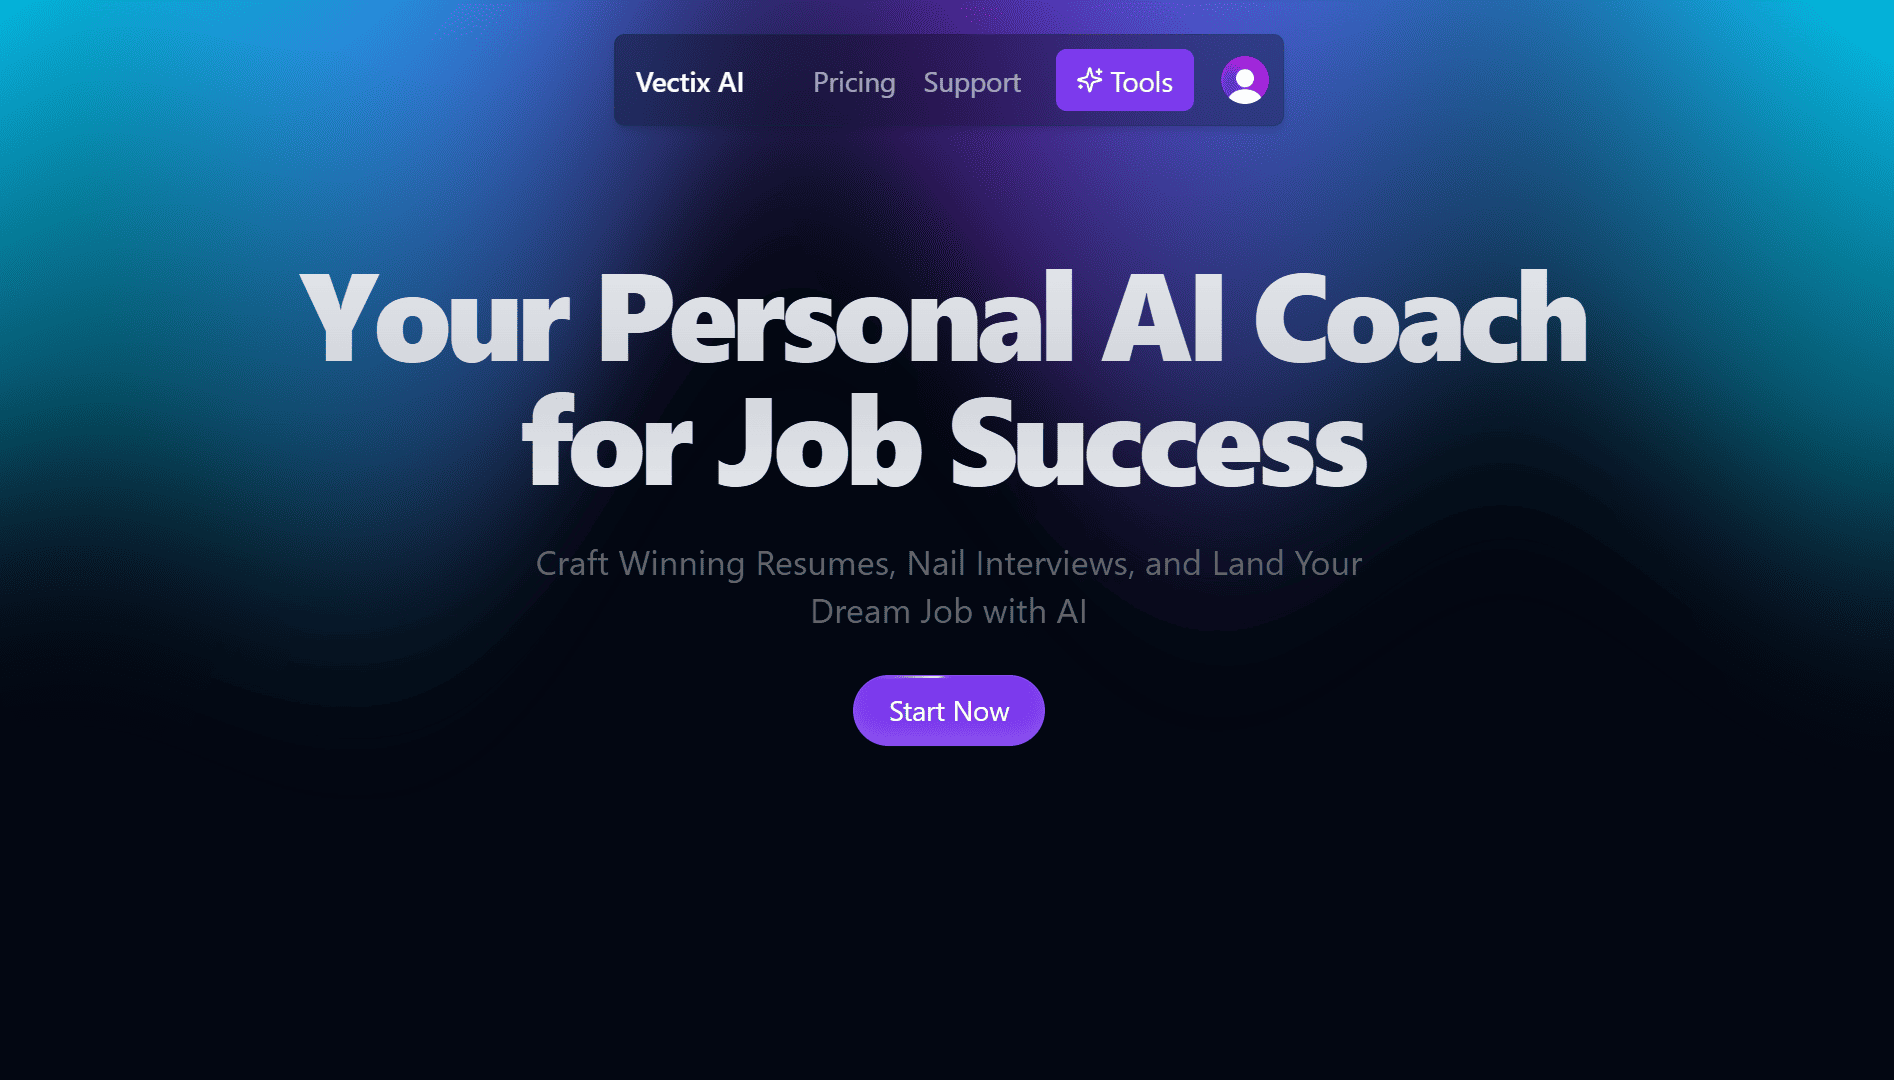 Vectix AI Pricing Support Tools
Your Personal AI Coach
for Job Success
Craft Winning Resumes, Nail Interviews, and Land Your
Dream Job with AI
Start Now